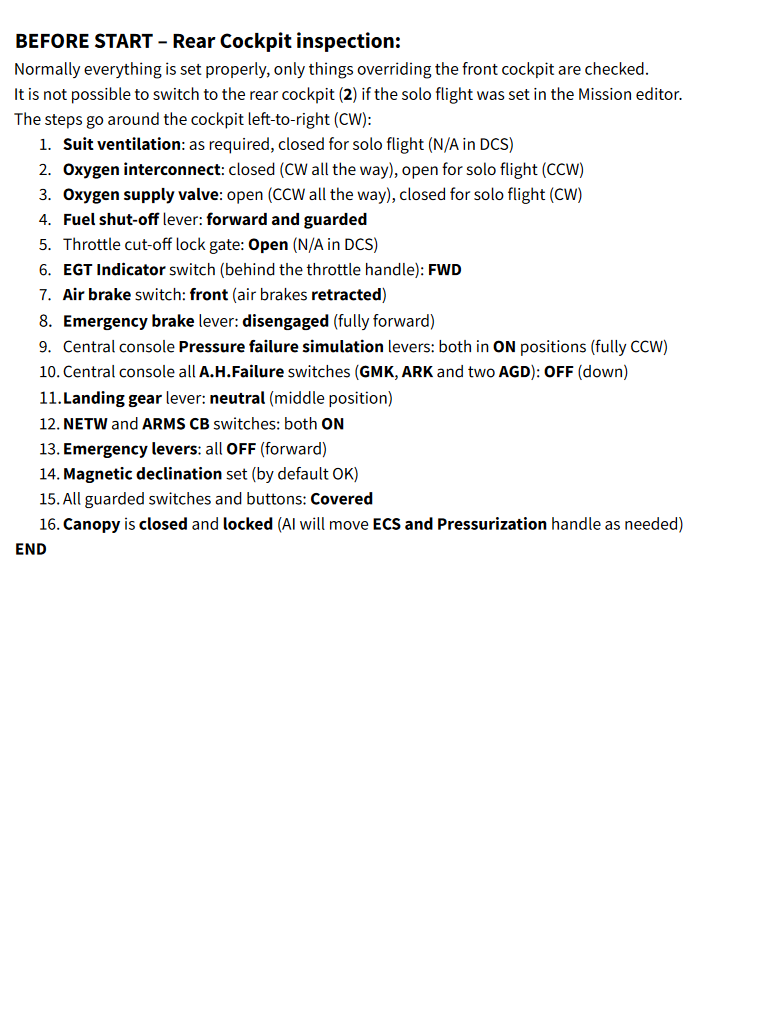 BEFORE START – Rear Cockpit inspection:
Normally everything is set properly, only things overriding the front cockpit are checked.
It is not possible to switch to the rear cockpit (2) if the solo flight was set in the Mission editor.
The steps go around the cockpit left-to-right (CW):
1. Suit ventilation: as required, closed for solo flight (N/A in DCS)
2. Oxygen interconnect: closed (CW all the way), open for solo flight (CCW)
3. Oxygen supply valve: open (CCW all the way), closed for solo flight (CW)
4. Fuel shut-off lever: forward and guarded
5. Throttle cut-off lock gate: Open (N/A in DCS)
6. EGT Indicator switch (behind the throttle handle): FWD
7. Air brake switch: front (air brakes retracted)
8. Emergency brake lever: disengaged (fully forward)
9. Central console Pressure failure simulation levers: both in ON positions (fully CCW)
10. Central console all A.H.Failure switches (GMK, ARK and two AGD): OFF (down)
11. Landing gear lever: neutral (middle position)
12. NETW and ARMS CB switches: both ON
13. Emergency levers: all OFF (forward)
14. Magnetic declination set (by default OK)
15. All guarded switches and buttons: Covered
16. Canopy is closed and locked (AI will move ECS and Pressurization handle as needed)
END